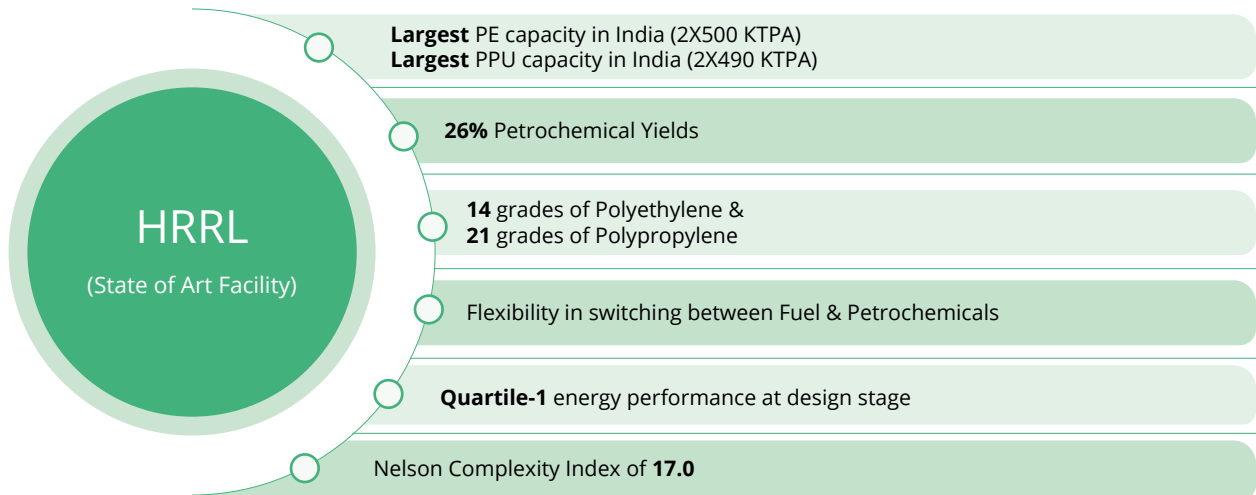 HRRL
(State of Art Facility)
Largest PE capacity in India (2X500 KTPA)
Largest PPU capacity in India (2X490 KTPA)
26% Petrochemical Yields
14 grades of Polyethylene &
21 grades of Polypropylene
Flexibility in switching between Fuel & Petrochemicals
Quartile-1 energy performance at design stage
Nelson Complexity Index of 17.0